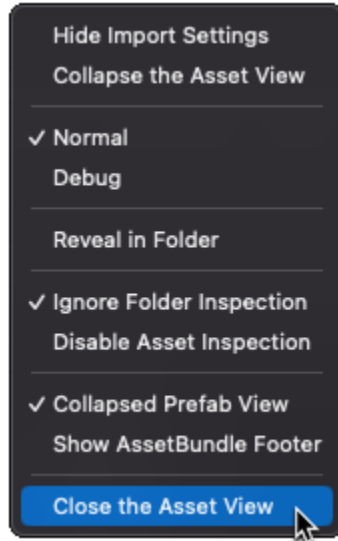 Hide Import Settings
Collapse the Asset View
✓ Normal
Debug
Reveal in Folder
✓ Ignore Folder Inspection
Disable Asset Inspection
✓ Collapsed Prefab View
Show AssetBundle Footer
Close the Asset View